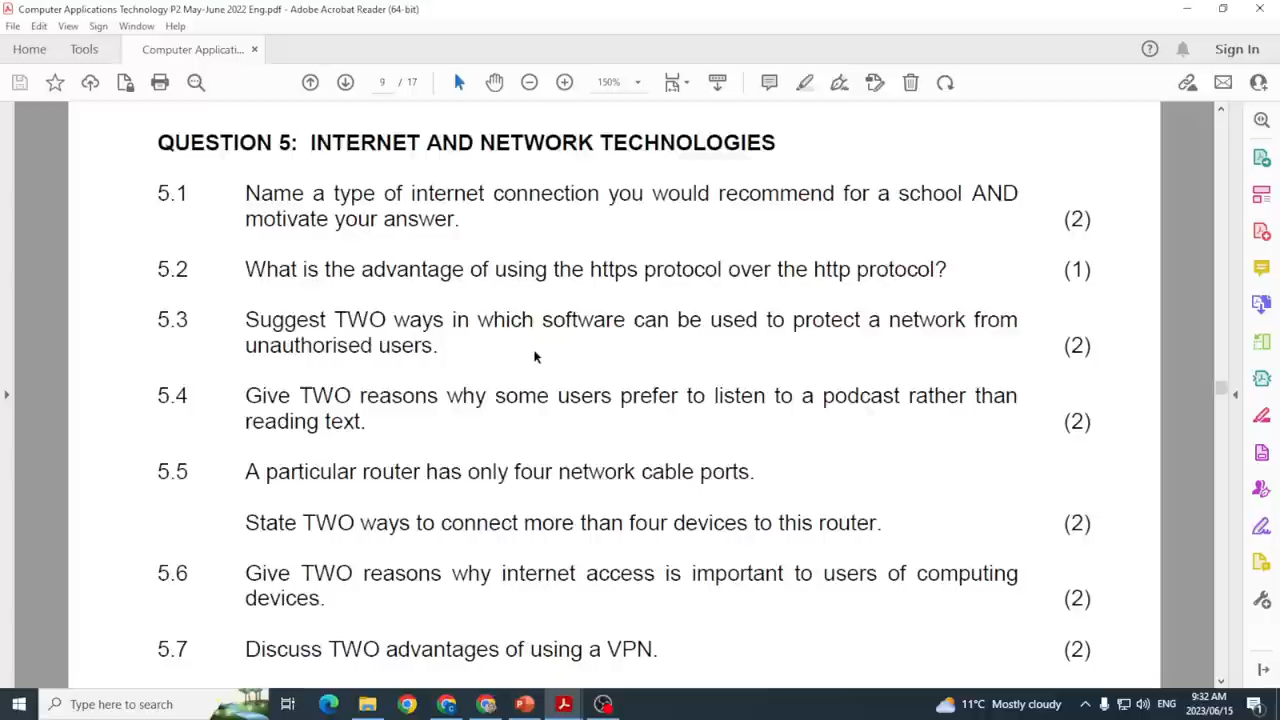 Computer Applications Technology P2 May-June 2022 Eng.pdf - Adobe Acrobat Reader (64-bit)
File Edit View Sign Window Help
Home Tools Computer Applicati... × Sign In
9 / 17 150%
QUESTION 5: INTERNET AND NETWORK TECHNOLOGIES
5.1 Name a type of internet connection you would recommend for a school AND
motivate your answer. (2)
5.2 What is the advantage of using the https protocol over the http protocol? (1)
5.3 Suggest TWO ways in which software can be used to protect a network from
unauthorised users. (2)
5.4 Give TWO reasons why some users prefer to listen to a podcast rather than
reading text. (2)
5.5 A particular router has only four network cable ports.
State TWO ways to connect more than four devices to this router. (2)
5.6 Give TWO reasons why internet access is important to users of computing
devices. (2)
5.7 Discuss TWO advantages of using a VPN. (2)
Type here to search 11°C Mostly cloudy ENG 9:32 AM
2023/06/15